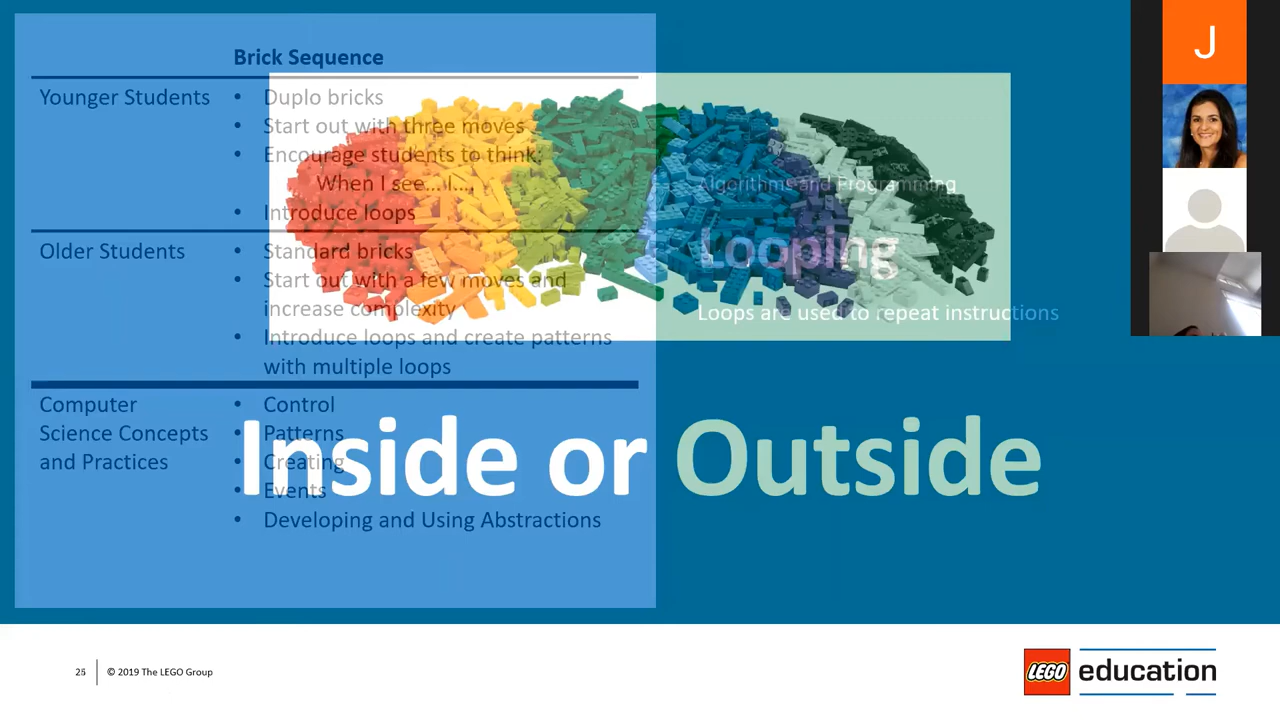 Brick Sequence
Younger Students
• Duplo bricks
• Start out with three moves
• Encourage students to think:
When I see... I....
• Introduce loops
Older Students
• Standard bricks
• Start out with a few moves and
increase complexity
• Introduce loops and create patterns
with multiple loops
Computer
Science Concepts
and Practices
• Control
• Patterns
• Creating
• Events
• Developing and Using Abstractions
Algorithms and Programming
Looping
Loops are used to repeat instructions
Inside or Outside
J
© 2019 The LEGO Group
LEGO education